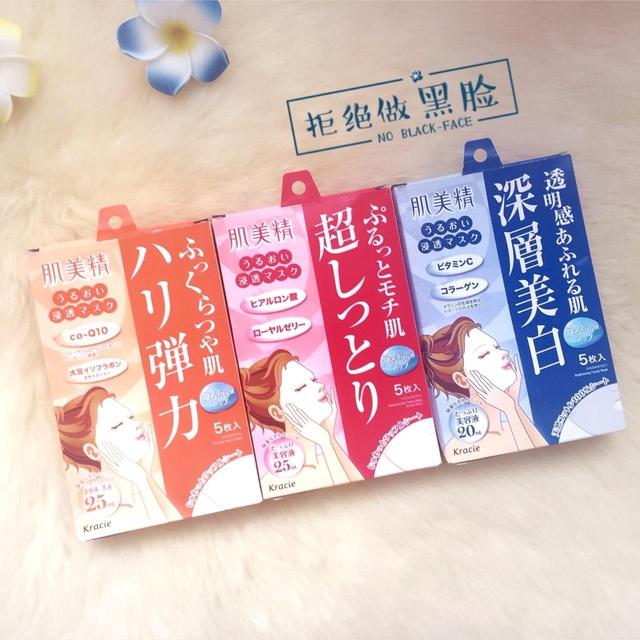 拒绝做黑脸
NO BLACK-FACE
肌美精
うるおい
浸透マスク
co-Q10
大豆イソフラボン
ふっくらつや肌
ハリ弾力
5枚入
25mL
Kracie
肌美精
うるおい
浸透マスク
ヒアルロン酸
ローヤルゼリー
ぷるっとモチ肌
超しっとり
5枚入
たっぷり
美容液
25mL
Kracie
肌美精
うるおい
浸透マスク
ビタミンC
コラーゲン
透明感あふれる肌
深層美白
5枚入
たっぷり
美容液
20mL
Kracie